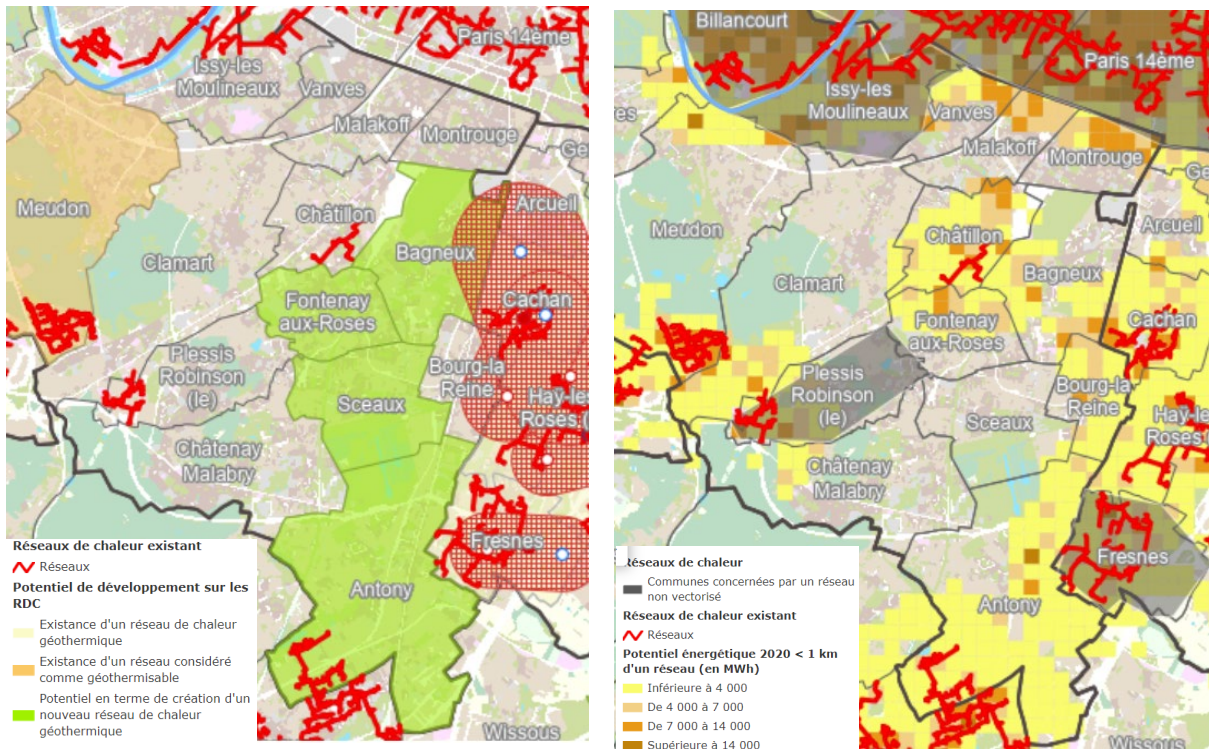 Paris 14ème
Issy-les
Moulineaux
Vanves
Malakoff
Montrouge
Ge
Meudon
Châtillon
Arcueil
Clamart
Bagneux
Fontenay
aux-Roses
Cachan
Plessis
Robinson
(le)
Bourg-la
Reine
Haÿ-les
Roses (
Sceaux
Châtenay
Malabry
Fresnes
Antony
Wissous
Réseaux de chaleur existant
Réseaux
Potentiel de développement sur les
RDC
Existence d'un réseau de chaleur
géothermique
Existence d'un réseau considéré
comme géothermisable
Potentiel en terme de création d'un
nouveau réseau de chaleur
géothermique
Billancourt
Paris 14ème
Issy-les
Moulineaux
res
Vanves
Malakoff
Montrouge
Ge
Meudon
Châtillon
Arcueil
Clamart
Bagneux
Fontenay
aux-Roses
Cachan
Plessis
Robinson
(le)
Bourg-la
Reine
Haÿ-les
Roses (
Sceaux
Châtenay
Malabry
Fresnes
Antony
Wissous
Réseaux de chaleur
Communes concernées par un réseau
non vectorisé
Réseaux de chaleur existant
Réseaux
Potentiel énergétique 2020 < 1 km
d'un réseau (en MWh)
Inférieure à 4 000
De 4 000 à 7 000
De 7 000 à 14 000
Supérieure à 14 000